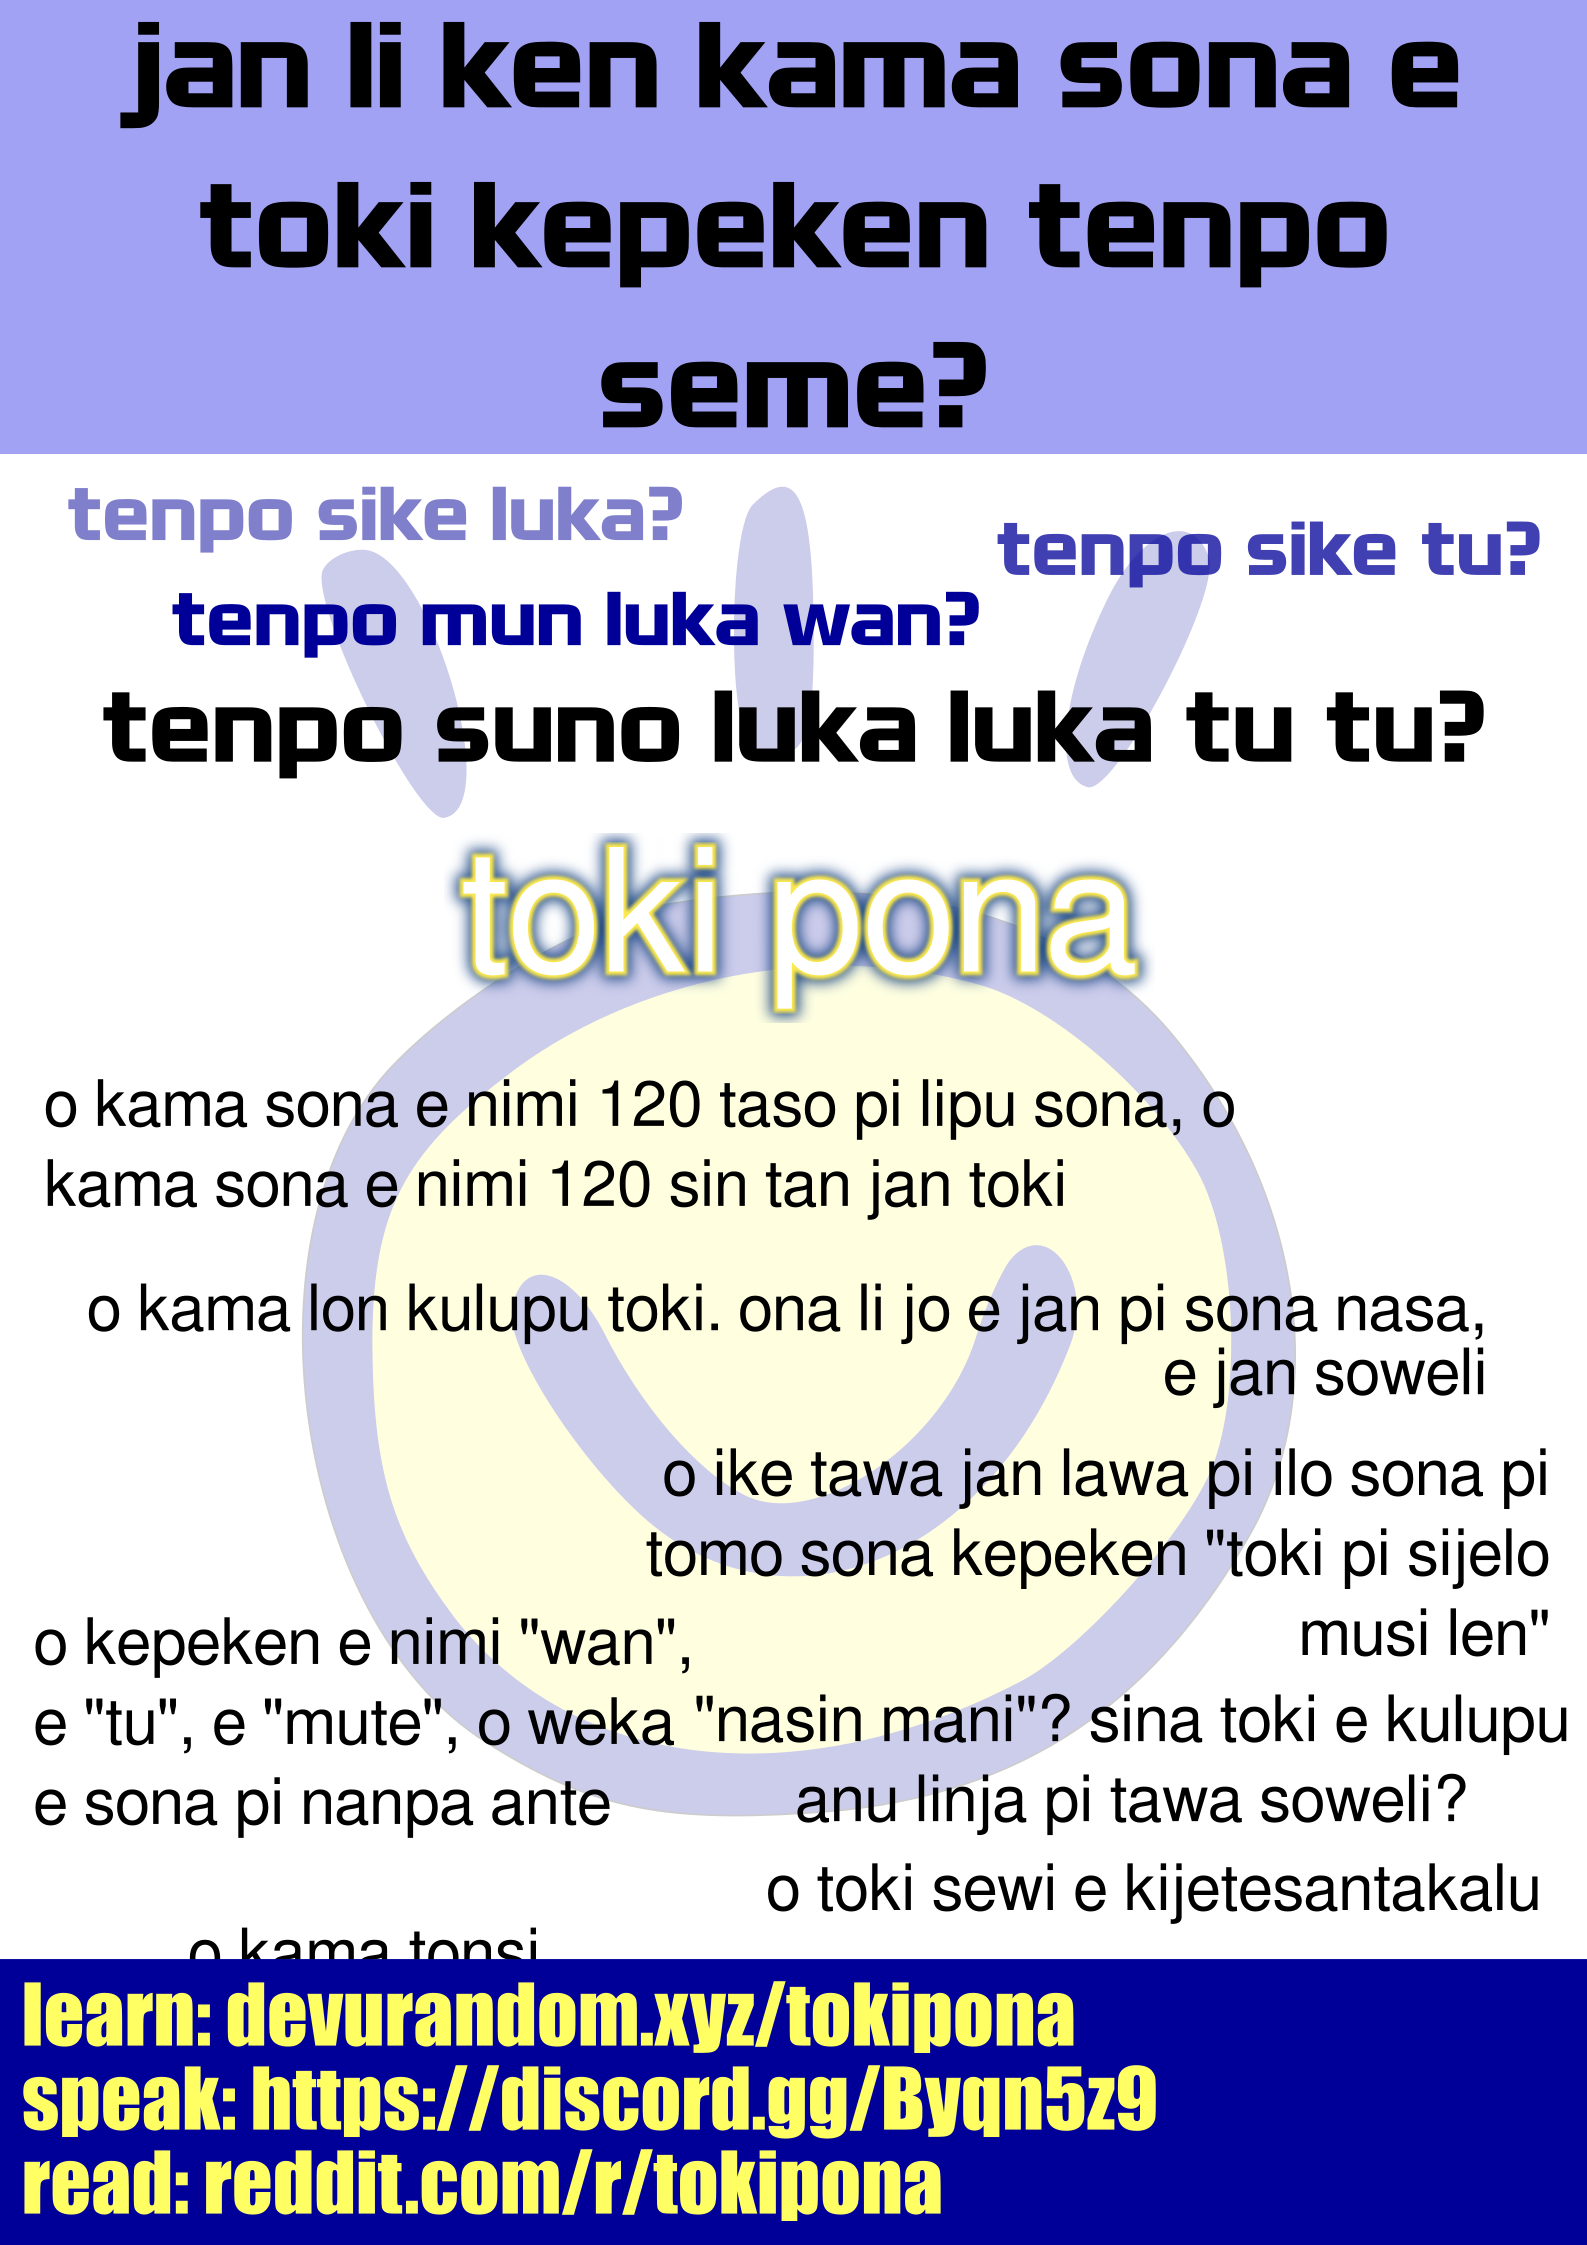 jan li ken kama sona e
toki kepeken tenpo
seme?
tenpo sike luka?
tenpo sike tu?
tenpo mun luka wan?
tenpo suno luka luka tu tu?
toki pona
o kama sona e nimi 120 taso pi lipu sona, o
kama sona e nimi 120 sin tan jan toki
o kama lon kulupu toki. ona li jo e jan pi sona nasa,
e jan soweli
o ike tawa jan lawa pi ilo sona pi
tomo sona kepeken "toki pi sijelo
musi len"
o kepeken e nimi "wan",
e "tu", e "mute", o weka
e sona pi nanpa ante
"nasin mani"? sina toki e kulupu
anu linja pi tawa soweli?
o toki sewi e kijetesantakalu
o kama tonsi
learn: devurandom.xyz/tokipona
speak: https://discord.gg/Byqn5z9
read: reddit.com/r/tokipona